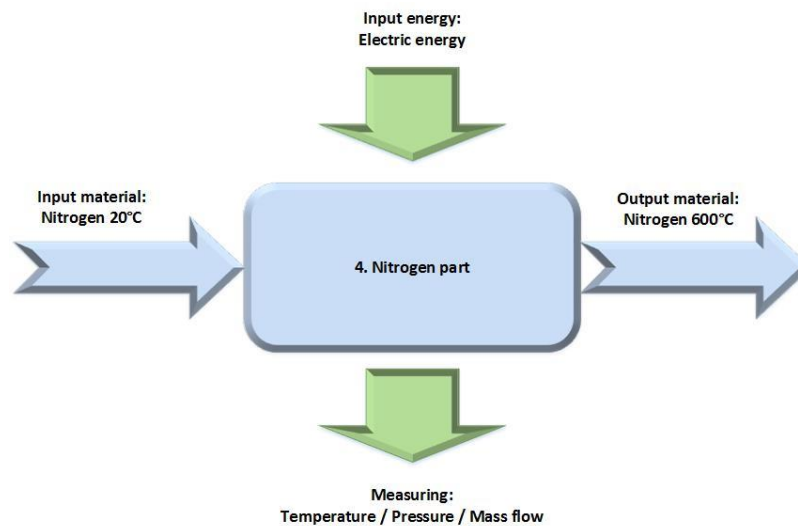 Input energy:
Electric energy
Input material:
Nitrogen 20°C
4. Nitrogen part
Output material:
Nitrogen 600°C
Measuring:
Temperature / Pressure / Mass flow